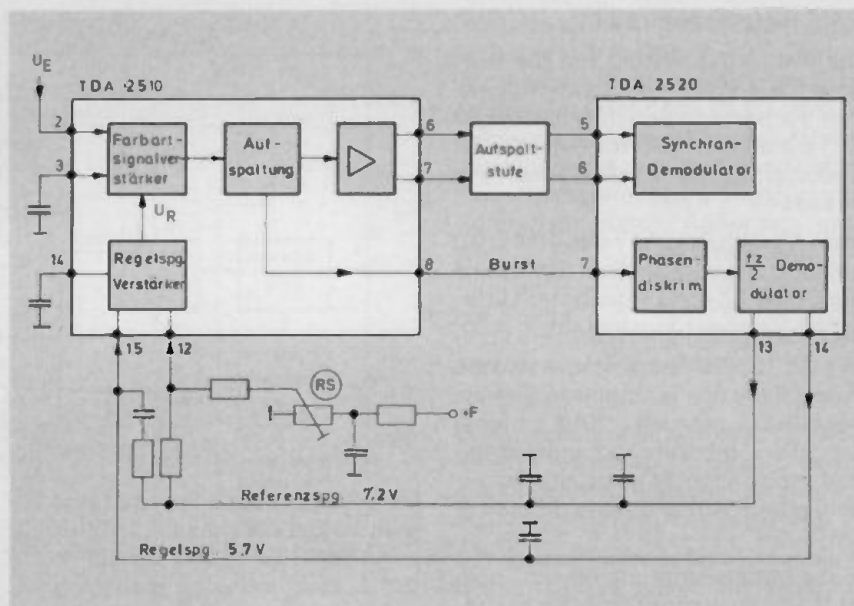 U_E
TDA 2510
TDA 2520
2
3
14
Farbart-
signalver
stärker
Auf-
spaltung
6
7
Aufspalt-
stufe
5
6
Synchron-
Demodulator
U_R
Regelspg.
Verstärker
8
Burst
7
Phasen-
diskrim.
fz/2 Demo-
dulator
15
12
13
14
RS
+F
Referenzspg. 7,2 V
Regelspg. 5,7 V